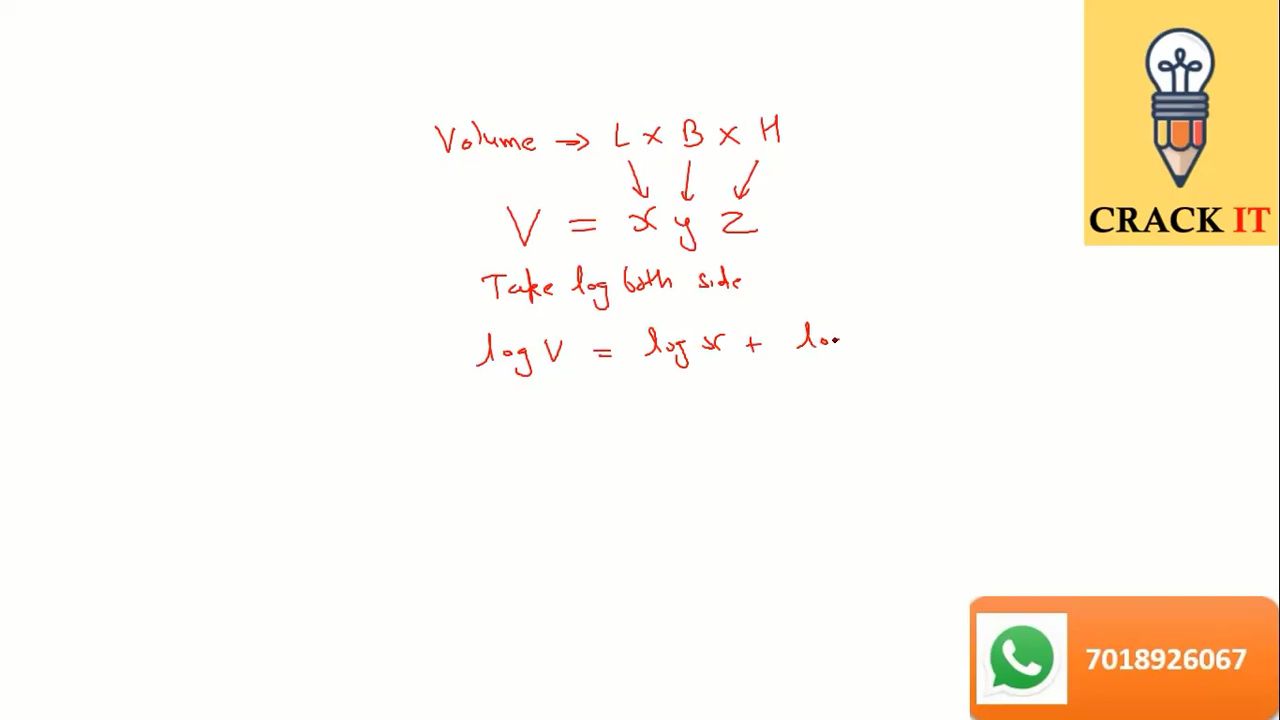 Volume → L x B x H
V = x y z
Take log both side
log V = log x + lo
CRACK IT
7018926067